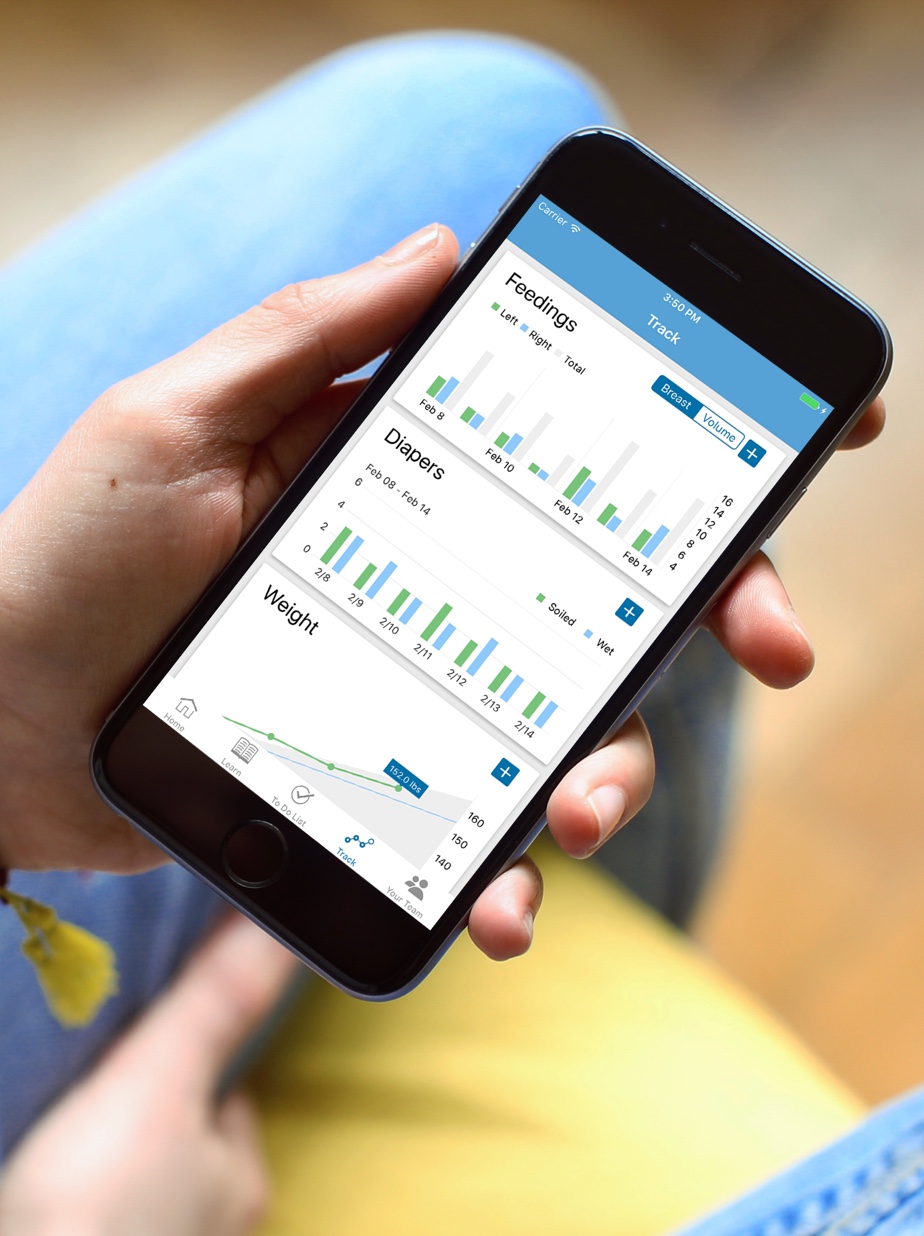 Carrier
3:50 PM
Track
Feedings
Left Right Total
Breast Volume +
16
14
12
10
8
6
4
Feb 8 Feb 10 Feb 12 Feb 14
Diapers
Feb 08 - Feb 14
Soiled Wet
+
6
4
2
0
2/8 2/9 2/10 2/11 2/12 2/13 2/14
Weight
+
152.0 lbs
160
150
140
Home Learn To Do List Track Your Team